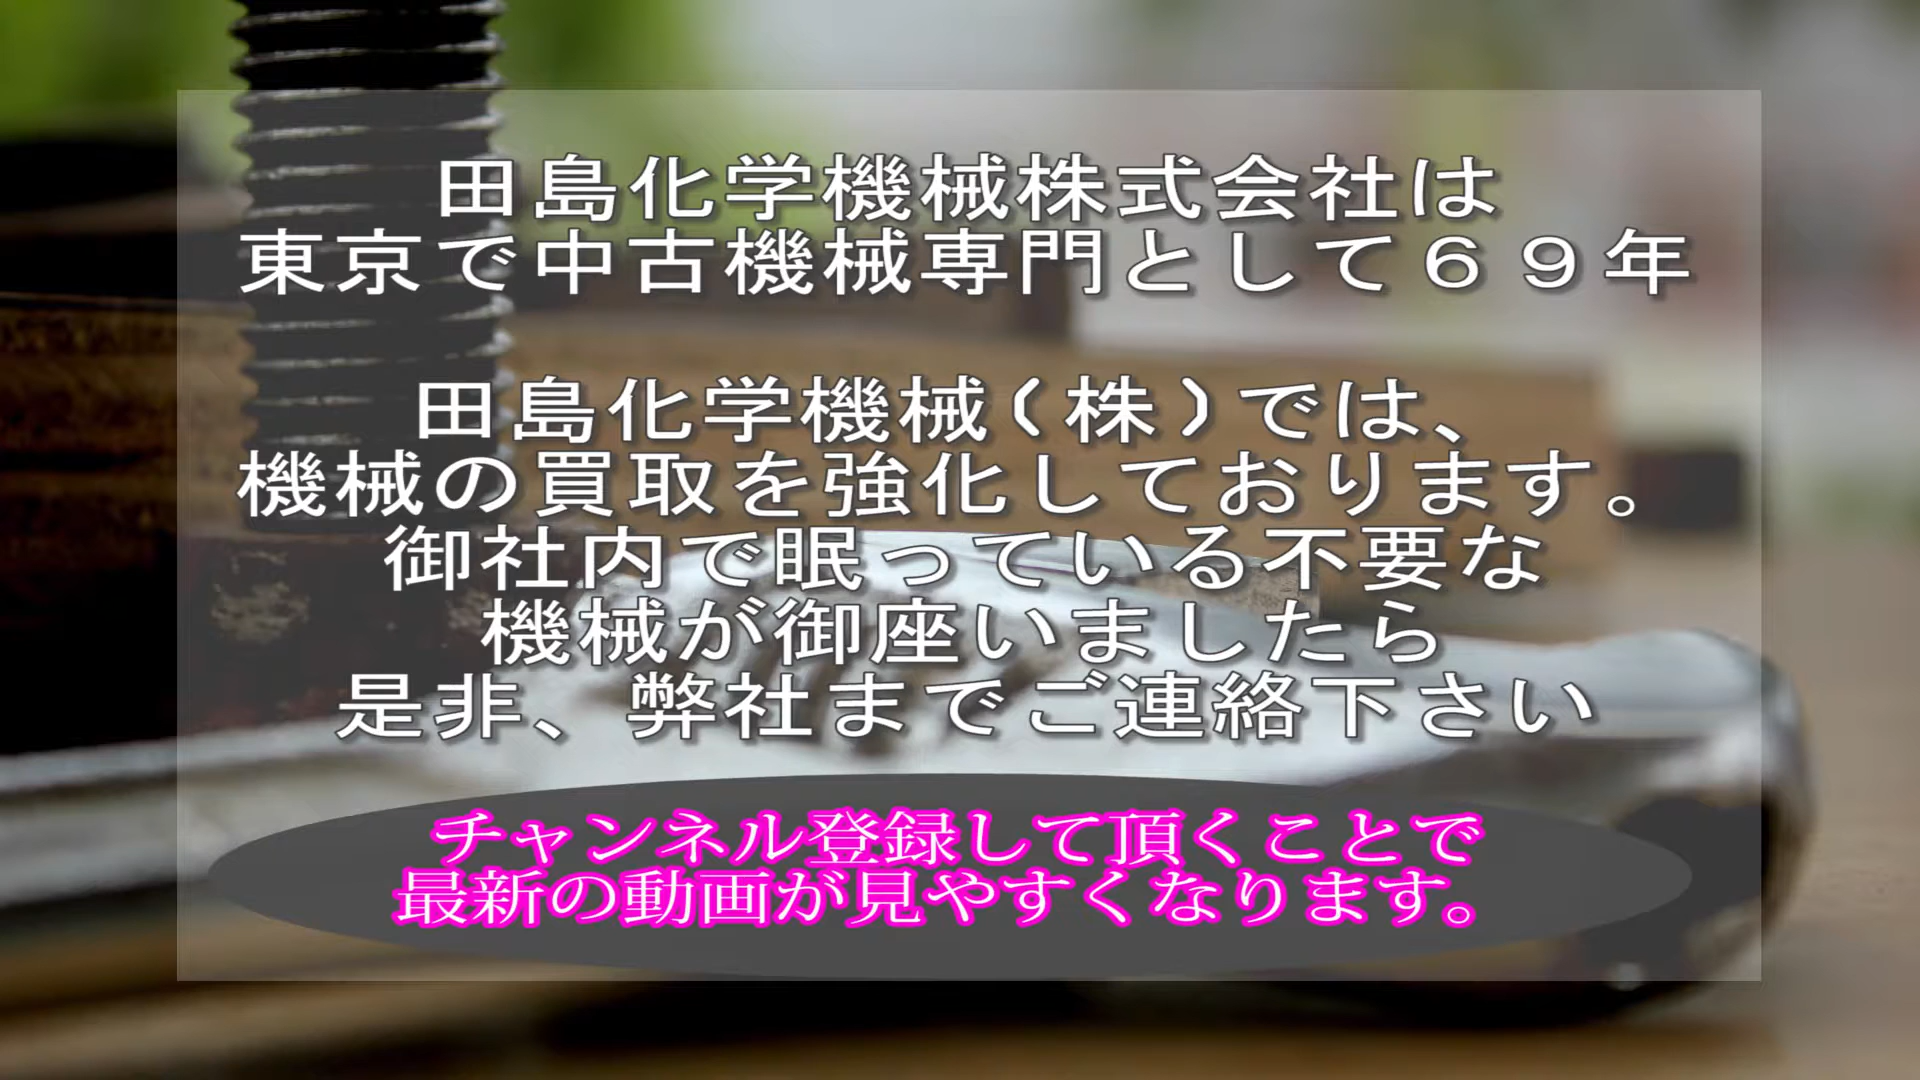 田島化学機械株式会社は
東京で中古機械専門として６９年
田島化学機械(株)では、
機械の買取を強化しております。
御社内で眠っている不要な
機械が御座いましたら
是非、弊社までご連絡下さい
チャンネル登録して頂くことで
最新の動画が見やすくなります。